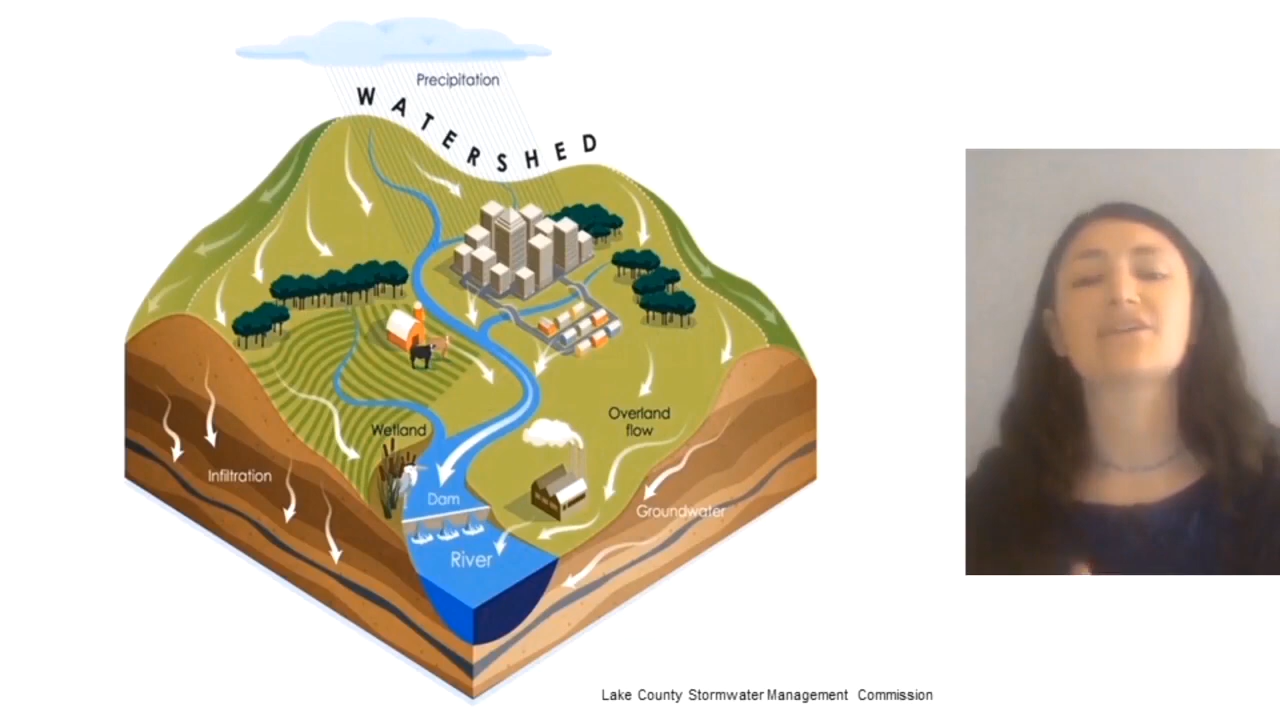 Precipitation
WATERSHED
Overland
flow
Wetland
Infiltration
Dam
Groundwater
River
Lake County Stormwater Management Commission